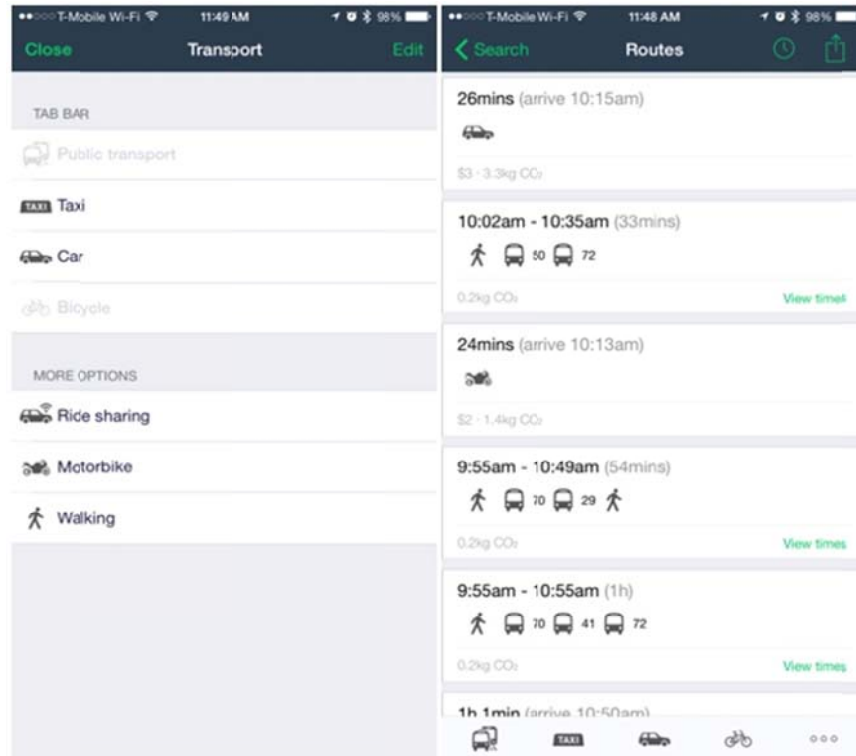 T-Mobile Wi-Fi 11:49 AM 98%
Close Transport Edit
TAB BAR
Public transport
TAXI Taxi
Car
Bicycle
MORE OPTIONS
Ride sharing
Motorbike
Walking
T-Mobile Wi-Fi 11:48 AM 98%
Search Routes
26mins (arrive 10:15am)
$3 · 3.3kg CO₂
10:02am - 10:35am (33mins)
50 72
0.2kg CO₂ View times
24mins (arrive 10:13am)
$2 · 1.4kg CO₂
9:55am - 10:49am (54mins)
70 29
0.2kg CO₂ View times
9:55am - 10:55am (1h)
70 41 72
0.2kg CO₂ View times
1h 1min (arrive 10:50am)
TAXI